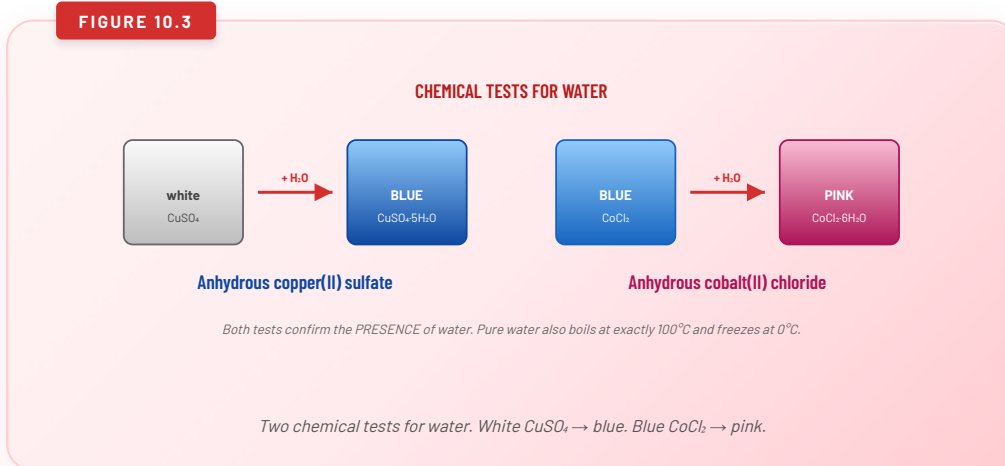 FIGURE 10.3
CHEMICAL TESTS FOR WATER
white
CuSO₄
+ H₂O
BLUE
CuSO₄·5H₂O
BLUE
CoCl₂
+ H₂O
PINK
CoCl₂·6H₂O
Anhydrous copper(II) sulfate
Anhydrous cobalt(II) chloride
Both tests confirm the PRESENCE of water. Pure water also boils at exactly 100°C and freezes at 0°C.
Two chemical tests for water. White CuSO₄ → blue. Blue CoCl₂ → pink.